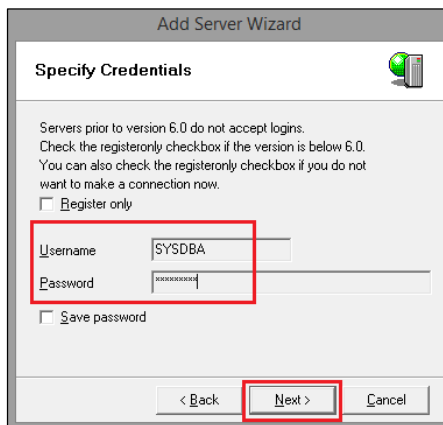 Add Server Wizard
Specify Credentials
Servers prior to version 6.0 do not accept logins.
Check the registeronly checkbox if the version is below 6.0.
You can also check the registeronly checkbox if you do not
want to make a connection now.
Register only
Username SYSDBA
Password xxxxxxxxx
Save password
< Back Next > Cancel